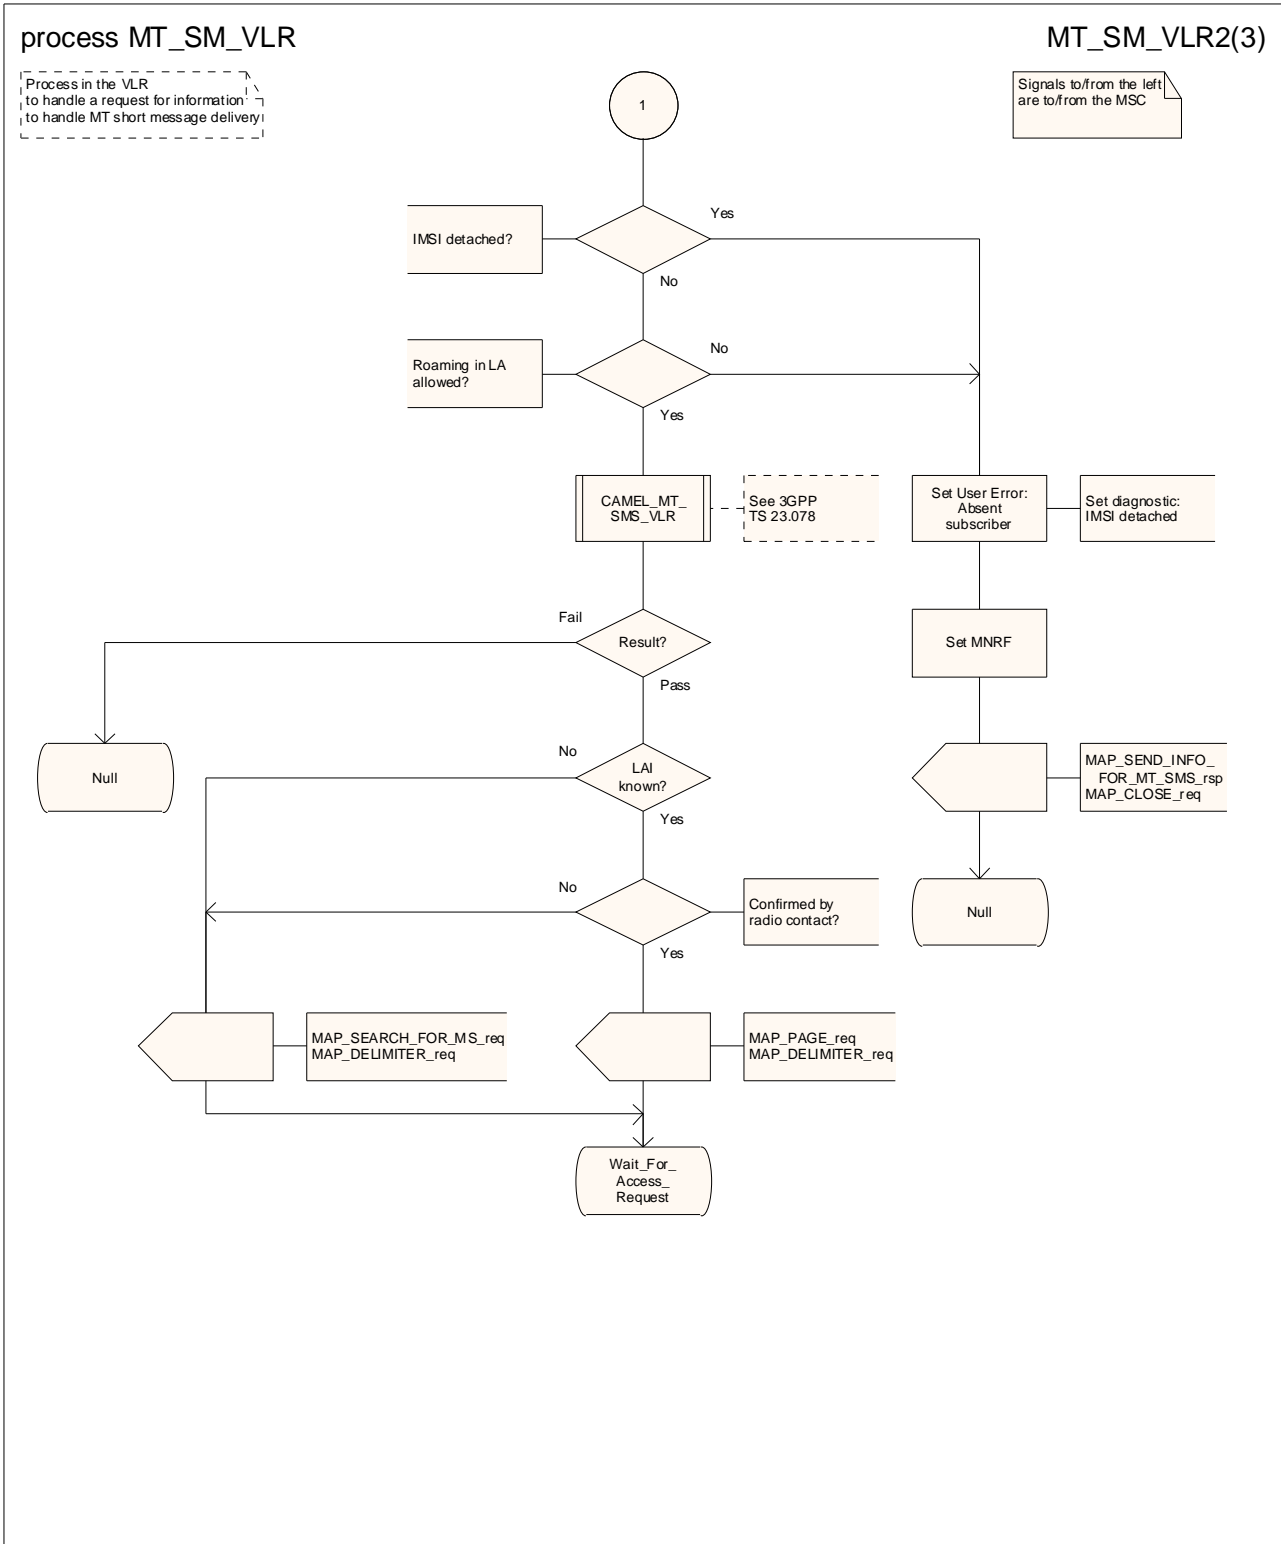 process MT_SM_VLR
MT_SM_VLR2(3)
Process in the VLR
to handle a request for information
to handle MT short message delivery
Signals to/from the left
are to/from the MSC
1
IMSI detached?
Yes
No
Roaming in LA
allowed?
No
Yes
CAMEL_MT_
SMS_VLR
See 3GPP
TS 23.078
Set User Error:
Absent
subscriber
Set diagnostic:
IMSI detached
Fail
Result?
Pass
Set MNRF
Null
No
LAI
known?
Yes
MAP_SEND_INFO_
FOR_MT_SMS_rsp
MAP_CLOSE_req
No
Confirmed by
radio contact?
Yes
Null
MAP_SEARCH_FOR_MS_req
MAP_DELIMITER_req
MAP_PAGE_req
MAP_DELIMITER_req
Wait_For_
Access_
Request